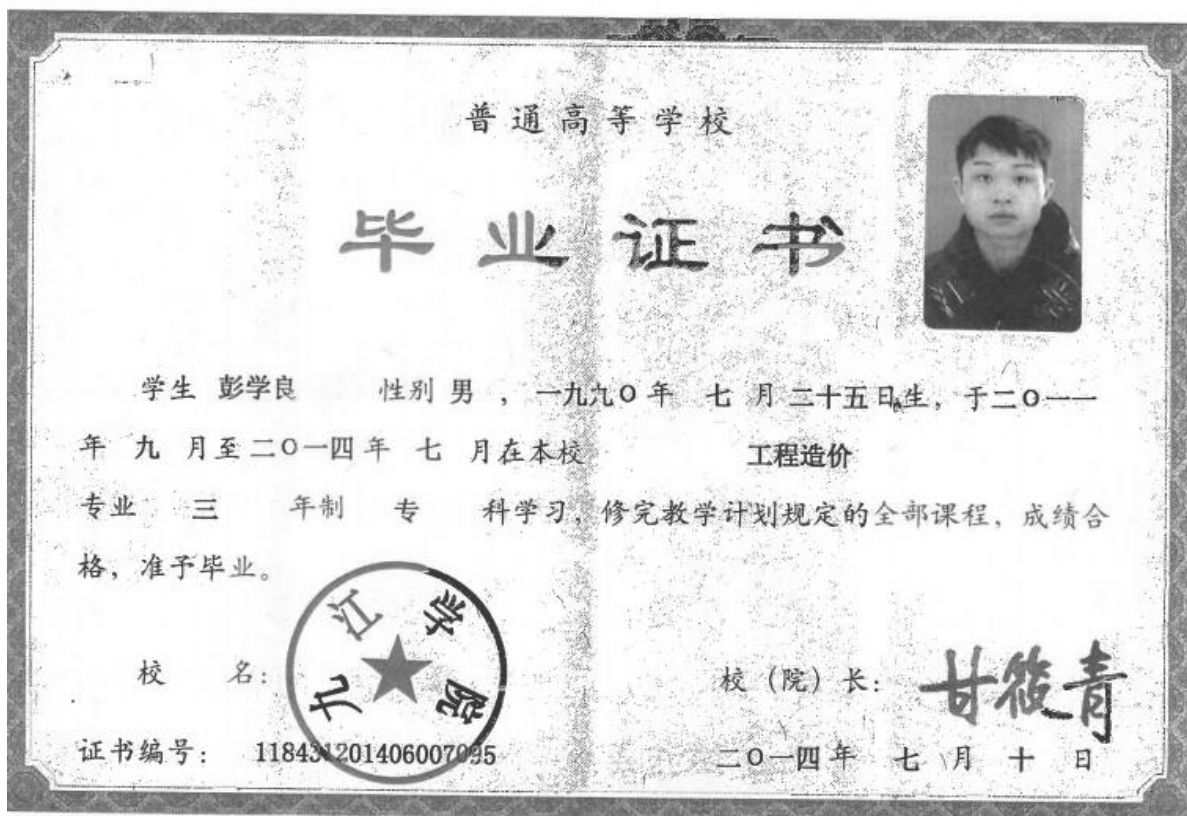 普通高等学校
毕业证书
学生 彭学良 性别 男 ，一九九〇年 七 月 二十五日生，于二〇一一
年 九 月至二〇一四年 七 月在本校 工程造价
专业 三 年制 专 科学习，修完教学计划规定的全部课程，成绩合
格，准予毕业。
九江学院
校 名：
校（院）长：甘筱青
证书编号：118431201406007095
二〇一四年 七 月 十 日